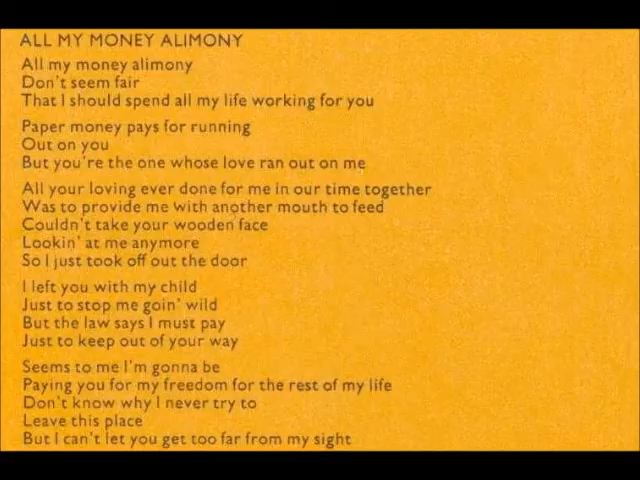 ALL MY MONEY ALIMONY
All my money alimony
Don't seem fair
That I should spend all my life working for you
Paper money pays for running
Out on you
But you're the one whose love ran out on me
All your loving ever done for me in our time together
Was to provide me with another mouth to feed
Couldn't take your wooden face
Lookin' at me anymore
So I just took off out the door
I left you with my child
Just to stop me goin' wild
But the law says I must pay
Just to keep out of your way
Seems to me I'm gonna be
Paying you for my freedom for the rest of my life
Don't know why I never try to
Leave this place
But I can't let you get too far from my sight